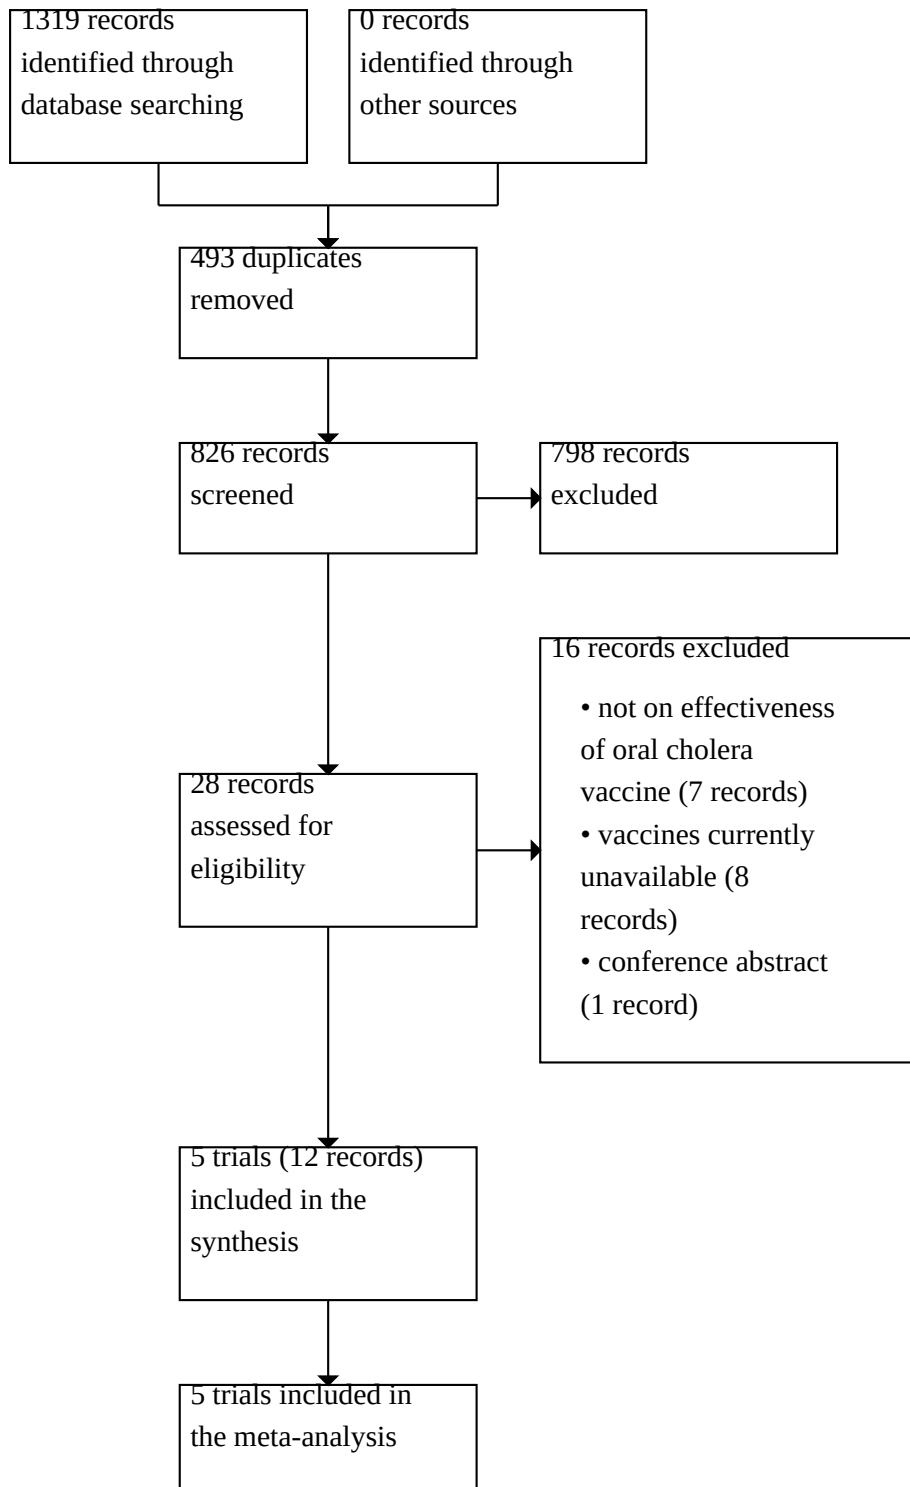 1319 records
identified through
database searching
0 records
identified through
other sources
493 duplicates
removed
826 records
screened
798 records
excluded
16 records excluded
• not on effectiveness
of oral cholera
vaccine (7 records)
• vaccines currently
unavailable (8
records)
• conference abstract
(1 record)
28 records
assessed for
eligibility
5 trials (12 records)
included in the
synthesis
5 trials included in
the meta-analysis